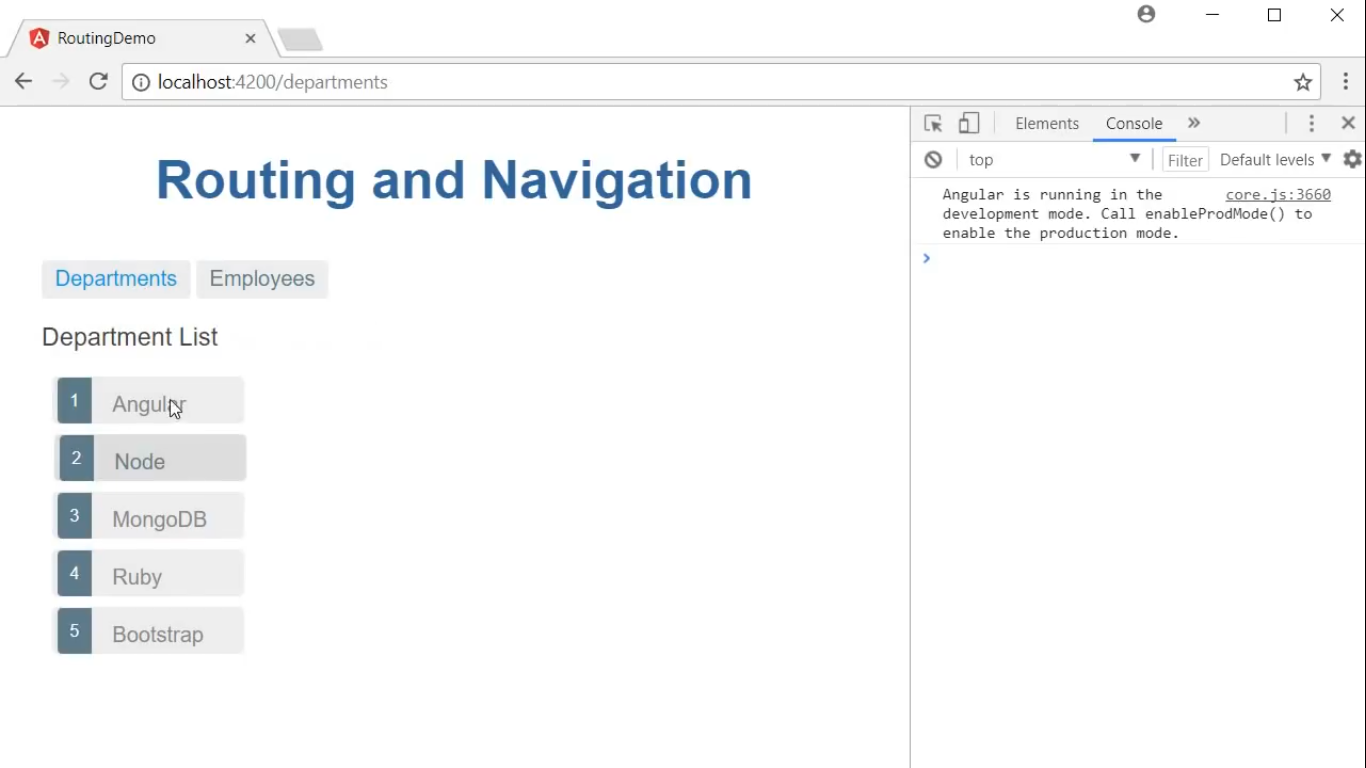 RoutingDemo
localhost:4200/departments
Routing and Navigation
Departments Employees
Department List
1 Angular
2 Node
3 MongoDB
4 Ruby
5 Bootstrap
Elements Console »
top Filter Default levels
Angular is running in the core.js:3660
development mode. Call enableProdMode() to
enable the production mode.